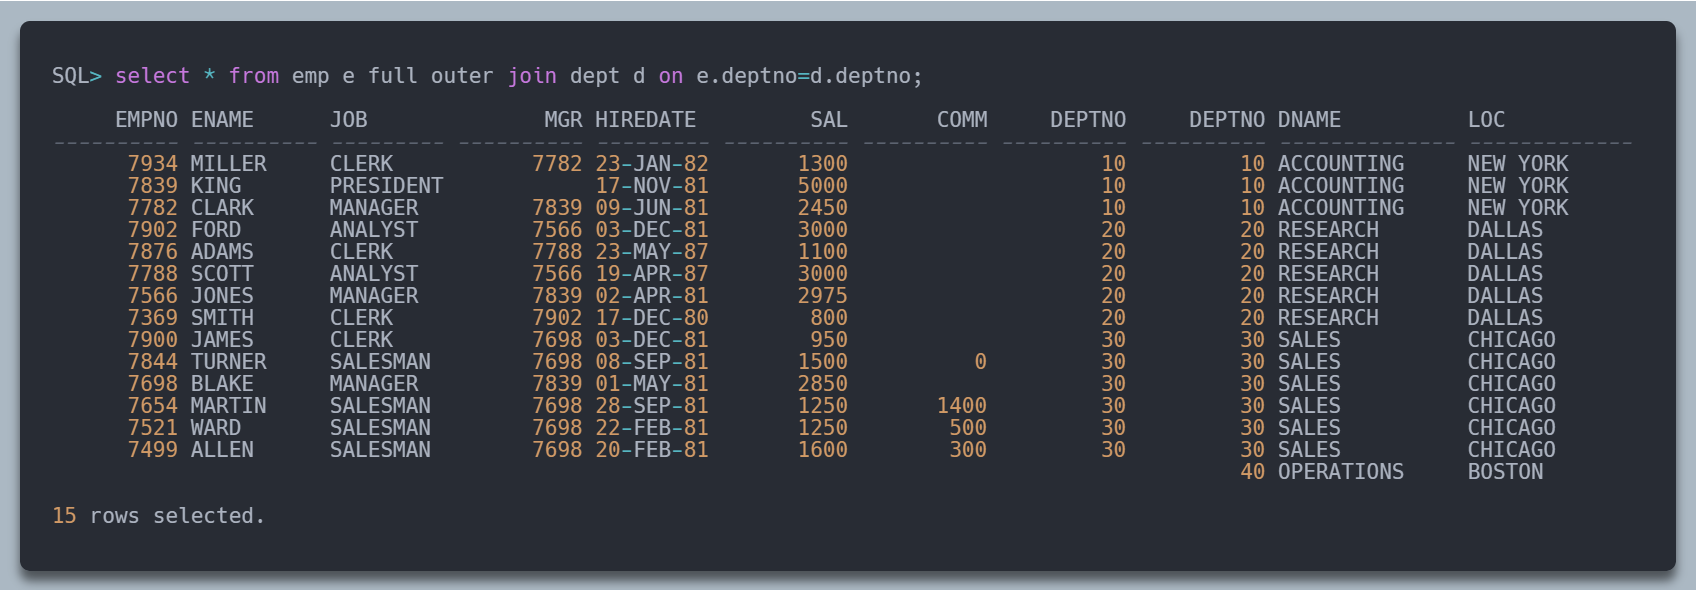 SQL> select * from emp e full outer join dept d on e.deptno=d.deptno;
     EMPNO ENAME      JOB              MGR HIREDATE         SAL       COMM     DEPTNO     DEPTNO DNAME          LOC
---------- ---------- --------- ---------- --------- ---------- ---------- ---------- ---------- -------------- -------------
      7934 MILLER     CLERK           7782 23-JAN-82       1300                    10         10 ACCOUNTING     NEW YORK
      7839 KING       PRESIDENT            17-NOV-81       5000                    10         10 ACCOUNTING     NEW YORK
      7782 CLARK      MANAGER         7839 09-JUN-81       2450                    10         10 ACCOUNTING     NEW YORK
      7902 FORD       ANALYST         7566 03-DEC-81       3000                    20         20 RESEARCH       DALLAS
      7876 ADAMS      CLERK           7788 23-MAY-87       1100                    20         20 RESEARCH       DALLAS
      7788 SCOTT      ANALYST         7566 19-APR-87       3000                    20         20 RESEARCH       DALLAS
      7566 JONES      MANAGER         7839 02-APR-81       2975                    20         20 RESEARCH       DALLAS
      7369 SMITH      CLERK           7902 17-DEC-80        800                    20         20 RESEARCH       DALLAS
      7900 JAMES      CLERK           7698 03-DEC-81        950                    30         30 SALES          CHICAGO
      7844 TURNER     SALESMAN        7698 08-SEP-81       1500          0         30         30 SALES          CHICAGO
      7698 BLAKE      MANAGER         7839 01-MAY-81       2850                    30         30 SALES          CHICAGO
      7654 MARTIN     SALESMAN        7698 28-SEP-81       1250       1400         30         30 SALES          CHICAGO
      7521 WARD       SALESMAN        7698 22-FEB-81       1250        500         30         30 SALES          CHICAGO
      7499 ALLEN      SALESMAN        7698 20-FEB-81       1600        300         30         30 SALES          CHICAGO
                                                                                              40 OPERATIONS     BOSTON
15 rows selected.